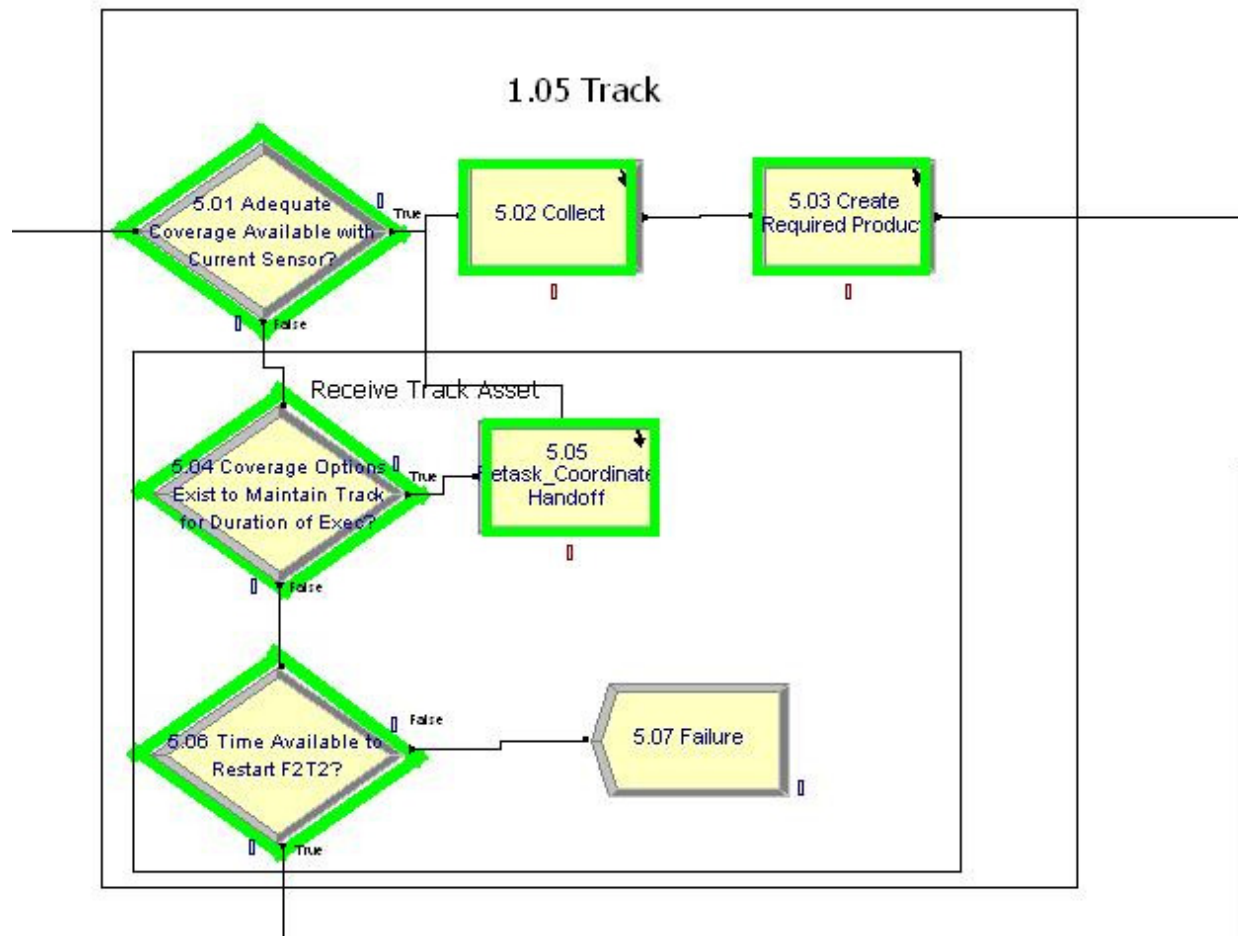 1.05 Track
5.01 Adequate
Coverage Available with
Current Sensor?
True
False
5.02 Collect
5.03 Create
Required Produc
Receive Track Asset
5.04 Coverage Options
Exist to Maintain Track
for Duration of Exec?
True
False
5.05
etask_Coordinate
Handoff
5.06 Time Available to
Restart F2T2?
False
True
5.07 Failure